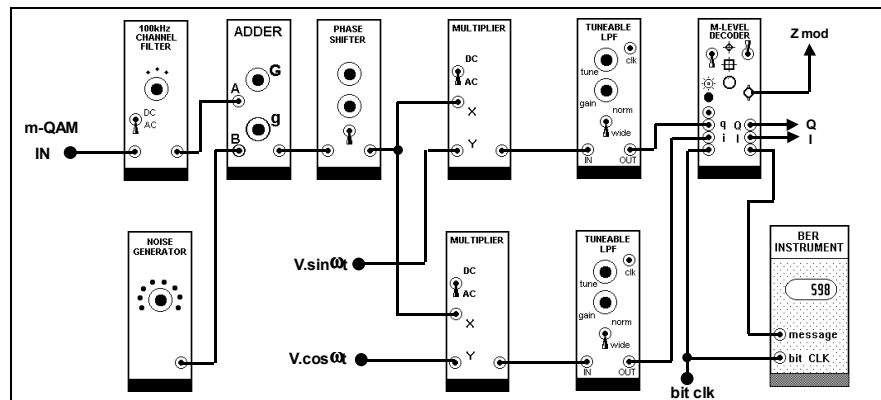 100kHz
CHANNEL
FILTER
DC
AC
m-QAM
IN
ADDER
G
A
g
B
PHASE
SHIFTER
MULTIPLIER
DC
AC
X
Y
TUNEABLE
LPF
clk
tune
gain
norm
wide
IN
OUT
M-LEVEL
DECODER
q Q
i I
Z mod
Q
I
NOISE
GENERATOR
V.sinωt
V.cosωt
MULTIPLIER
DC
AC
X
Y
TUNEABLE
LPF
clk
tune
gain
norm
wide
IN
OUT
bit clk
BER
INSTRUMENT
598
message
bit CLK